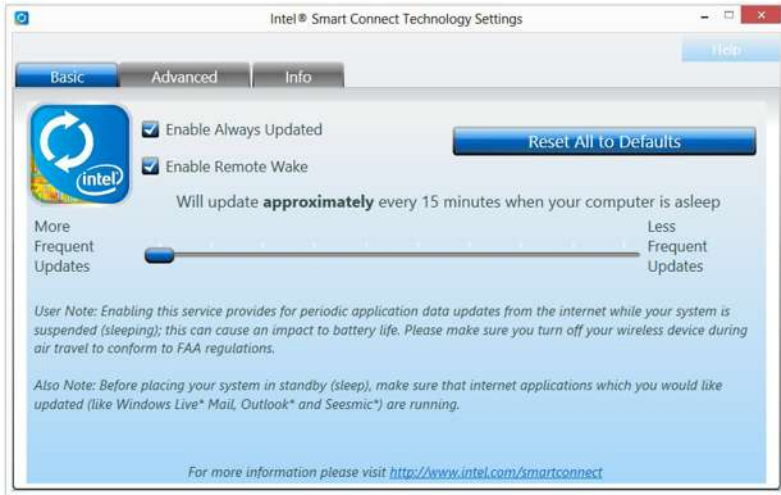 Intel® Smart Connect Technology Settings
Help
Basic Advanced Info
Enable Always Updated
Reset All to Defaults
Enable Remote Wake
(intel)
Will update approximately every 15 minutes when your computer is asleep
More
Frequent
Updates
Less
Frequent
Updates
User Note: Enabling this service provides for periodic application data updates from the internet while your system is
suspended (sleeping); this can cause an impact to battery life. Please make sure you turn off your wireless device during
air travel to conform to FAA regulations.
Also Note: Before placing your system in standby (sleep), make sure that internet applications which you would like
updated (like Windows Live* Mail, Outlook* and Seesmic*) are running.
For more information please visit http://www.intel.com/smartconnect